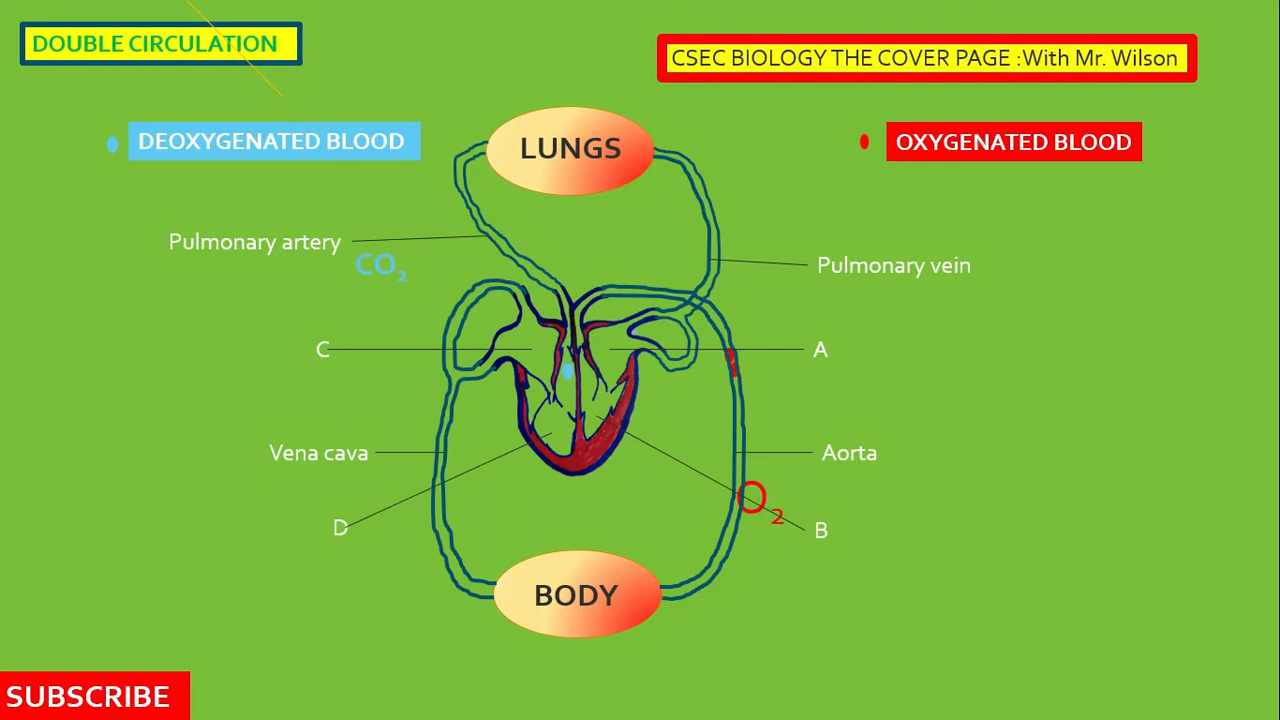 DOUBLE CIRCULATION
CSEC BIOLOGY THE COVER PAGE :With Mr. Wilson
DEOXYGENATED BLOOD
OXYGENATED BLOOD
LUNGS
Pulmonary artery
CO₂
Pulmonary vein
C
A
Vena cava
Aorta
O₂
D
B
BODY
SUBSCRIBE